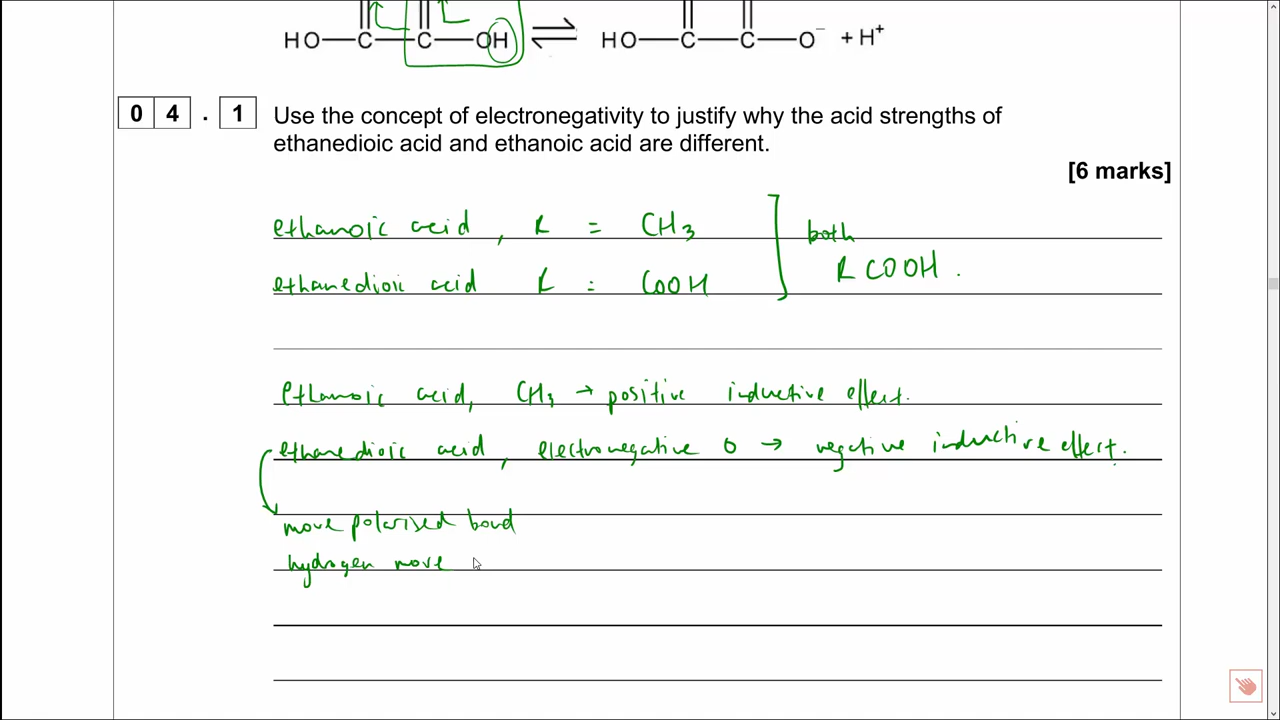 HO—C—C—OH ⇌ HO—C—C—O⁻ + H⁺
0 4 . 1 Use the concept of electronegativity to justify why the acid strengths of
ethanedioic acid and ethanoic acid are different.
[6 marks]
ethanoic acid, R = CH3
both
RCOOH.
ethanedioic acid R = COOH
ethanoic acid, CH3 → positive inductive effect.
ethanedioic acid, electronegative O → negative inductive effect.
more polarised bond
hydrogen more